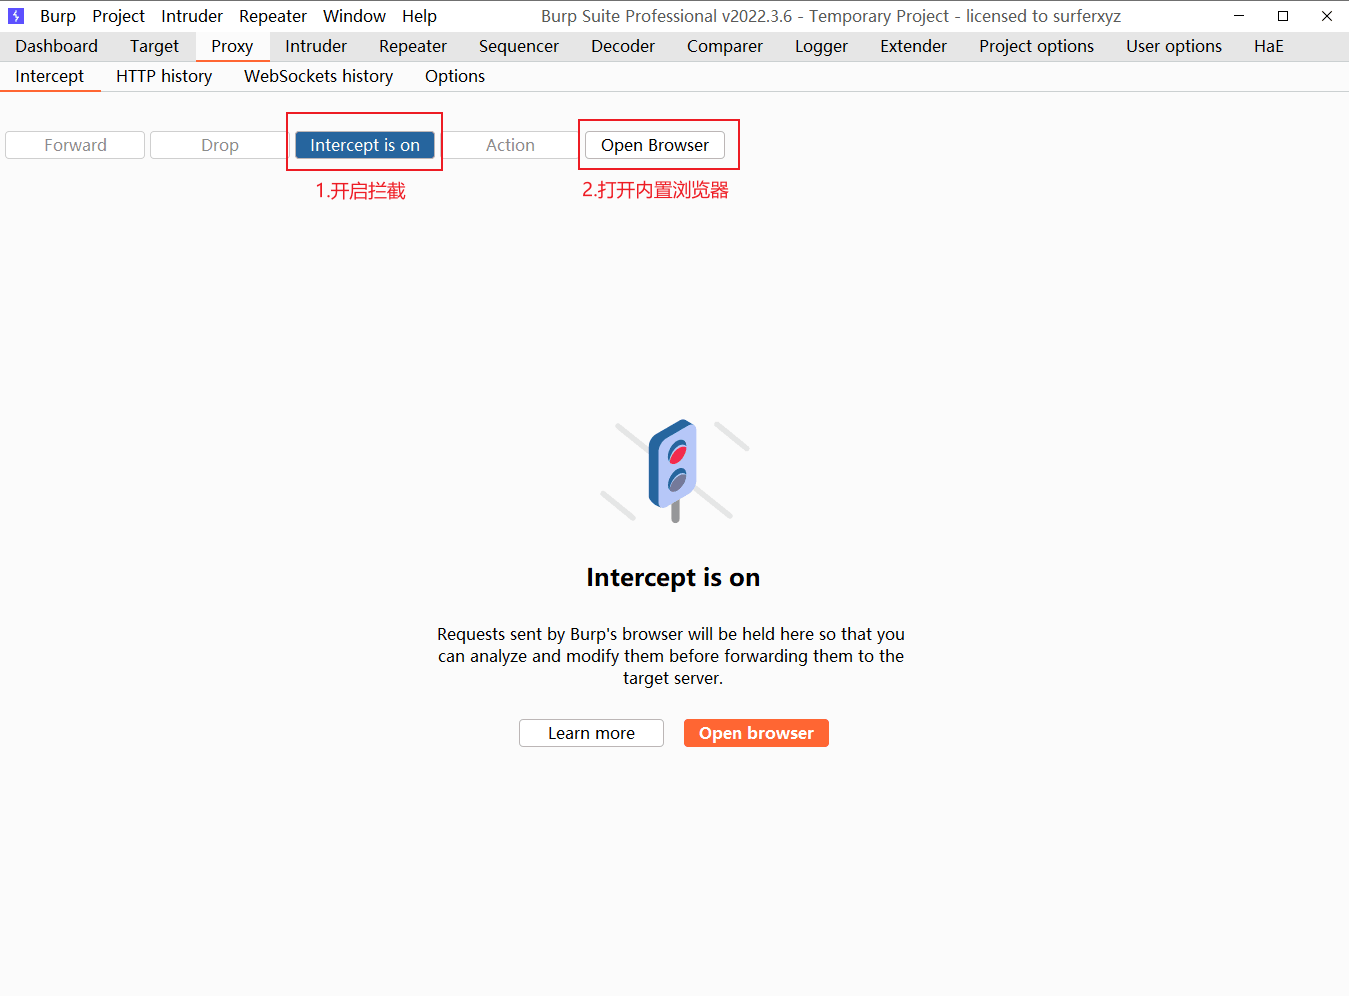 Burp Project Intruder Repeater Window Help Burp Suite Professional v2022.3.6 - Temporary Project - licensed to surferxyz
Dashboard Target Proxy Intruder Repeater Sequencer Decoder Comparer Logger Extender Project options User options HaE
Intercept HTTP history WebSockets history Options
Forward Drop Intercept is on Action Open Browser
1.开启拦截 2.打开内置浏览器
Intercept is on
Requests sent by Burp's browser will be held here so that you
can analyze and modify them before forwarding them to the
target server.
Learn more Open browser